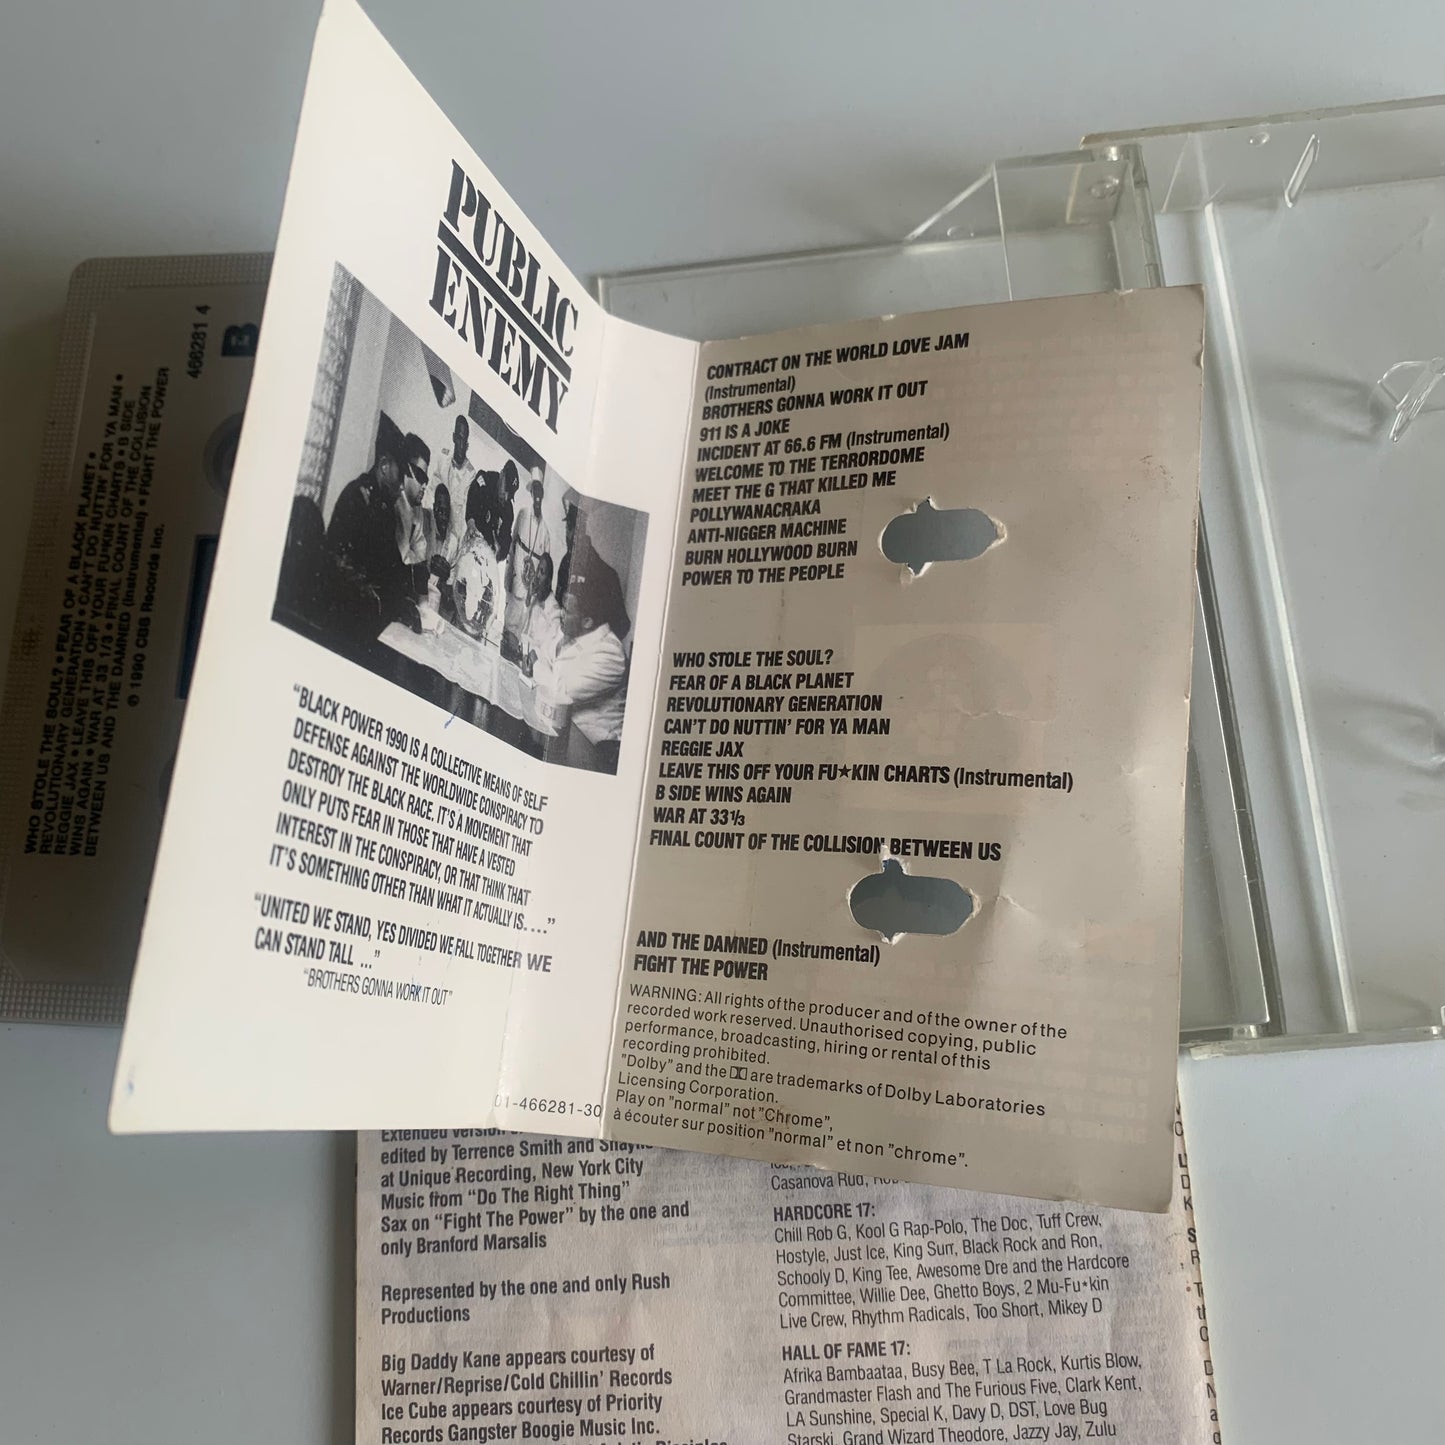 PUBLIC
ENEMY
"BLACK POWER 1990 IS A COLLECTIVE MEANS OF SELF
DEFENSE AGAINST THE WORLDWIDE CONSPIRACY TO
DESTROY THE BLACK RACE. IT'S A MOVEMENT THAT
ONLY PUTS FEAR IN THOSE THAT HAVE A VESTED
INTEREST IN THE CONSPIRACY, OR THAT THINK THAT
IT'S SOMETHING OTHER THAN WHAT IT ACTUALLY IS...."
"UNITED WE STAND, YES DIVIDED WE FALL TOGETHER WE
CAN STAND TALL ..."
"BROTHERS GONNA WORK IT OUT"
01-466281-30
CONTRACT ON THE WORLD LOVE JAM
(Instrumental)
BROTHERS GONNA WORK IT OUT
911 IS A JOKE
INCIDENT AT 66.6 FM (Instrumental)
WELCOME TO THE TERRORDOME
MEET THE G THAT KILLED ME
POLLYWANACRAKA
ANTI-NIGGER MACHINE
BURN HOLLYWOOD BURN
POWER TO THE PEOPLE
WHO STOLE THE SOUL?
FEAR OF A BLACK PLANET
REVOLUTIONARY GENERATION
CAN'T DO NUTTIN' FOR YA MAN
REGGIE JAX
LEAVE THIS OFF YOUR FU★KIN CHARTS (Instrumental)
B SIDE WINS AGAIN
WAR AT 33⅓
FINAL COUNT OF THE COLLISION BETWEEN US
AND THE DAMNED (Instrumental)
FIGHT THE POWER
WARNING: All rights of the producer and of the owner of the
recorded work reserved. Unauthorised copying, public
performance, broadcasting, hiring or rental of this
recording prohibited.
"Dolby" and the are trademarks of Dolby Laboratories
Licensing Corporation.
Play on "normal" not "Chrome",
à écouter sur position "normal" et non "chrome".
466281 4
B
WHO STOLE THE SOUL? • FEAR OF A BLACK PLANET •
REVOLUTIONARY GENERATION • CAN'T DO NUTTIN' FOR YA MAN •
REGGIE JAX • LEAVE THIS OFF YOUR FU*KIN CHARTS • B SIDE
WINS AGAIN • WAR AT 33 1/3 • FINAL COUNT OF THE COLLISION
BETWEEN US AND THE DAMNED (Instrumental) • FIGHT THE POWER
℗ 1990 CBS Records Inc.
Extended version
edited by Terrence Smith and
at Unique Recording, New York City
Music from "Do The Right Thing"
Sax on "Fight The Power" by the one and
only Branford Marsalis
Represented by the one and only Rush
Productions
Big Daddy Kane appears courtesy of
Warner/Reprise/Cold Chillin' Records
Ice Cube appears courtesy of Priority
Records Gangster Boogie Music Inc.
Casanova Rud,
HARDCORE 17:
Chill Rob G, Kool G Rap-Polo, The Doc, Tuff Crew,
Hostyle, Just Ice, King Surr, Black Rock and Ron,
Schooly D, King Tee, Awesome Dre and the Hardcore
Committee, Willie Dee, Ghetto Boys, 2 Mu-Fu*kin
Live Crew, Rhythm Radicals, Too Short, Mikey D
HALL OF FAME 17:
Afrika Bambaataa, Busy Bee, T La Rock, Kurtis Blow,
Grandmaster Flash and The Furious Five, Clark Kent,
LA Sunshine, Special K, Davy D, DST, Love Bug
Starski, Grand Wizard Theodore, Jazzy Jay, Zulu